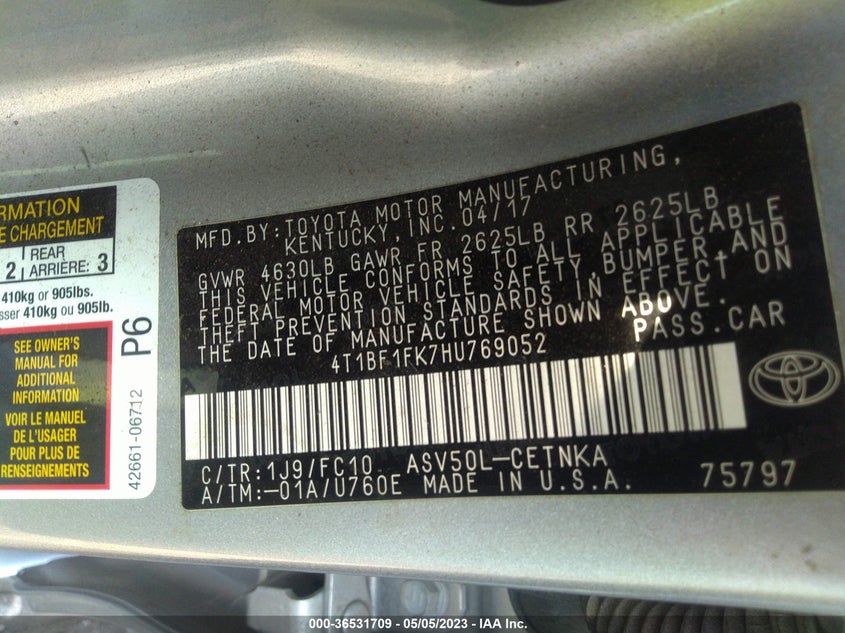 RMATION
E CHARGEMENT
2 REAR ARRIÈRE: 3
410kg or 905lbs.
sser 410kg ou 905lb.
SEE OWNER'S
MANUAL FOR
ADDITIONAL
INFORMATION
VOIR LE MANUEL
DE L'USAGER
POUR PLUS DE
RENSEIGNEMENTS
P6
42661-06712
MFD.BY:TOYOTA MOTOR MANUFACTURING,
KENTUCKY,INC.04/17
GVWR 4630LB GAWR FR 2625LB RR 2625LB
THIS VEHICLE CONFORMS TO ALL APPLICABLE
FEDERAL MOTOR VEHICLE SAFETY,BUMPER,AND
THEFT PREVENTION STANDARDS IN EFFECT ON
THE DATE OF MANUFACTURE SHOWN ABOVE.
4T1BF1FK7HU769052 PASS.CAR
C/TR:1J9/FC10 ASV50L-CETNKA
A/TM:-01A/U760E MADE IN U.S.A. 75797
000-36531709 - 05/05/2023 - IAA Inc.